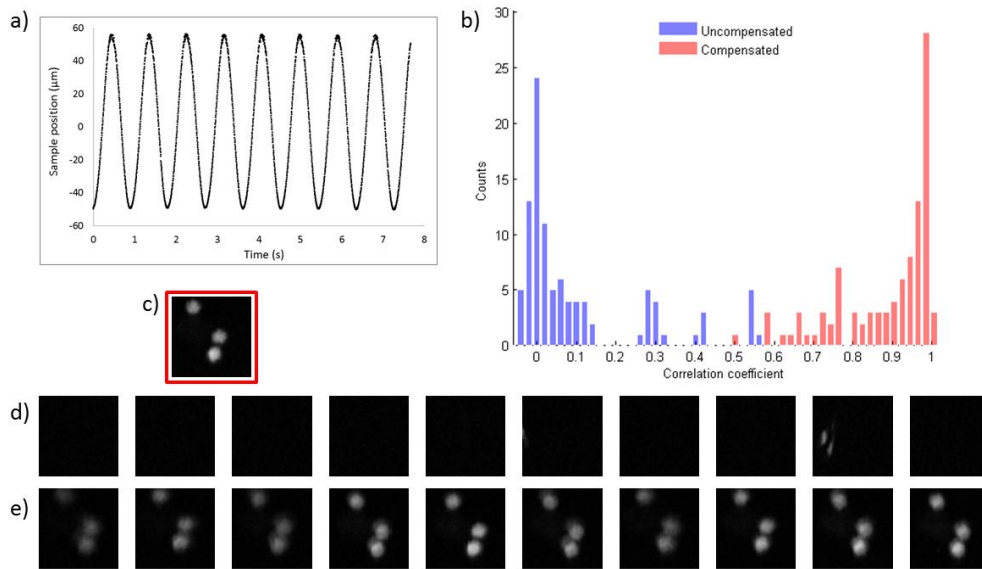 a)
60
40
20
0
-20
-40
-60
Sample position (µm)
0 1 2 3 4 5 6 7 8
Time (s)
b)
30
25
20
15
10
5
0
Counts
Uncompensated
Compensated
0 0.1 0.2 0.3 0.4 0.5 0.6 0.7 0.8 0.9 1
Correlation coefficient
c)
d)
e)